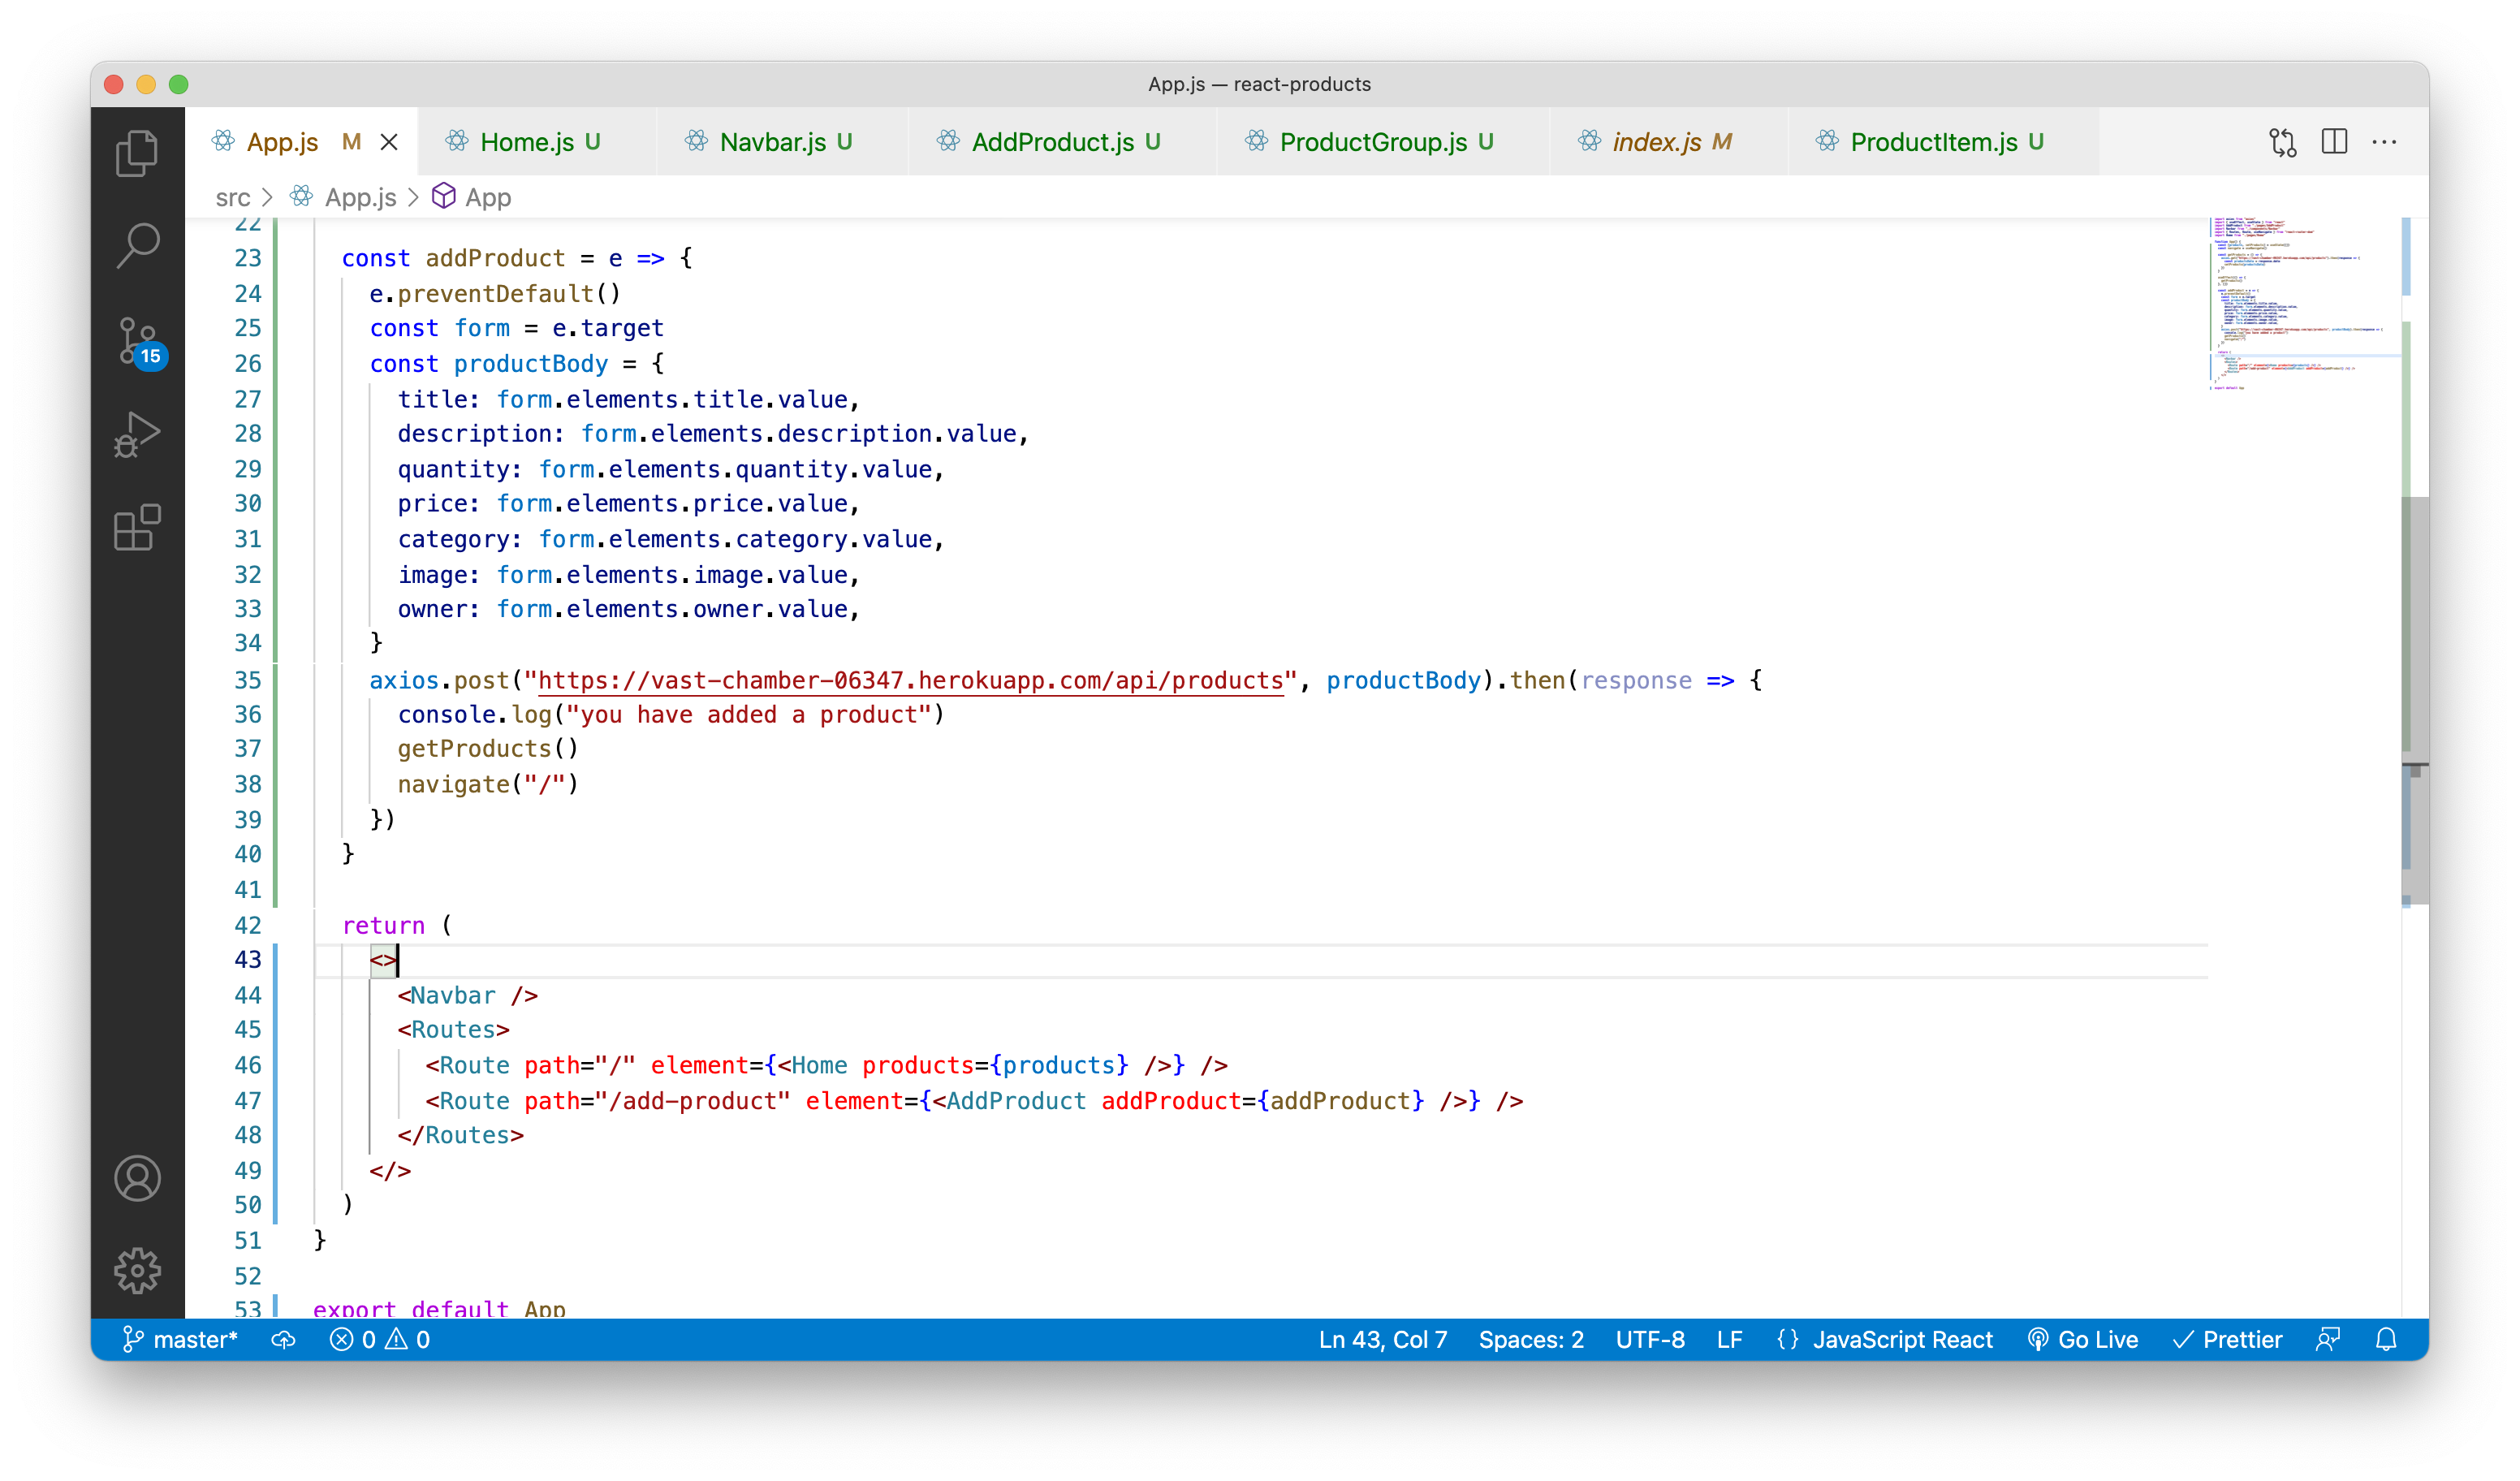 App.js — react-products
App.js M Home.js U Navbar.js U AddProduct.js U ProductGroup.js U index.js M ProductItem.js U
src > App.js > App
22
23 const addProduct = e => {
24 e.preventDefault()
25 const form = e.target
26 const productBody = {
27 title: form.elements.title.value,
28 description: form.elements.description.value,
29 quantity: form.elements.quantity.value,
30 price: form.elements.price.value,
31 category: form.elements.category.value,
32 image: form.elements.image.value,
33 owner: form.elements.owner.value,
34 }
35 axios.post("https://vast-chamber-06347.herokuapp.com/api/products", productBody).then(response => {
36 console.log("you have added a product")
37 getProducts()
38 navigate("/")
39 })
40 }
41
42 return (
43 <>
44 <Navbar />
45 <Routes>
46 <Route path="/" element={<Home products={products} />} />
47 <Route path="/add-product" element={<AddProduct addProduct={addProduct} />} />
48 </Routes>
49 </>
50 )
51 }
52
53 export default App
15
master* 0 0 Ln 43, Col 7 Spaces: 2 UTF-8 LF {} JavaScript React Go Live Prettier